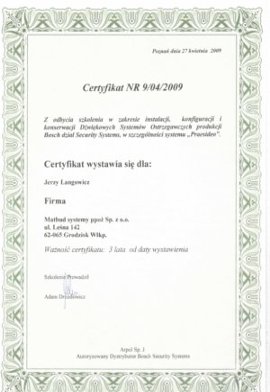 Poznań dnia 27 kwietnia 2009
Certyfikat NR 9/04/2009
Z odbycia szkolenia w zakresie instalacji, konfiguracji i
konserwacji Dźwiękowych Systemów Ostrzegawczych produkcji
Bosch dział Security Systems, w szczególności systemu „Praesideo".
Certyfikat wystawia się dla:
Jerzy Langowicz
Firma
Matbud systemy ppoż Sp. z o.o.
ul. Leśna 142
62-065 Grodzisk Wlkp.
Ważność certyfikatu: 3 lata od daty wystawienia
Szkolenie Prowadził
Adam
Arpol Sp. J
Autoryzowany Dystrybutor Bosch Security Systems